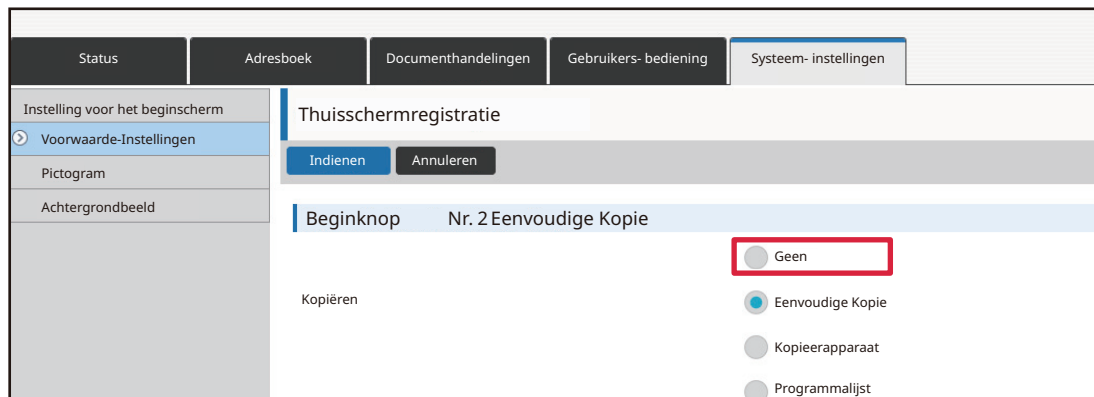 Status
Adresboek
Documenthandelingen
Gebruikers- bediening
Systeem- instellingen
Instelling voor het beginscherm
Voorwaarde-Instellingen
Pictogram
Achtergrondbeeld
Thuisschermregistratie
Indienen
Annuleren
Beginknop Nr. 2 Eenvoudige Kopie
Geen
Kopiëren
Eenvoudige Kopie
Kopieerapparaat
Programmalijst